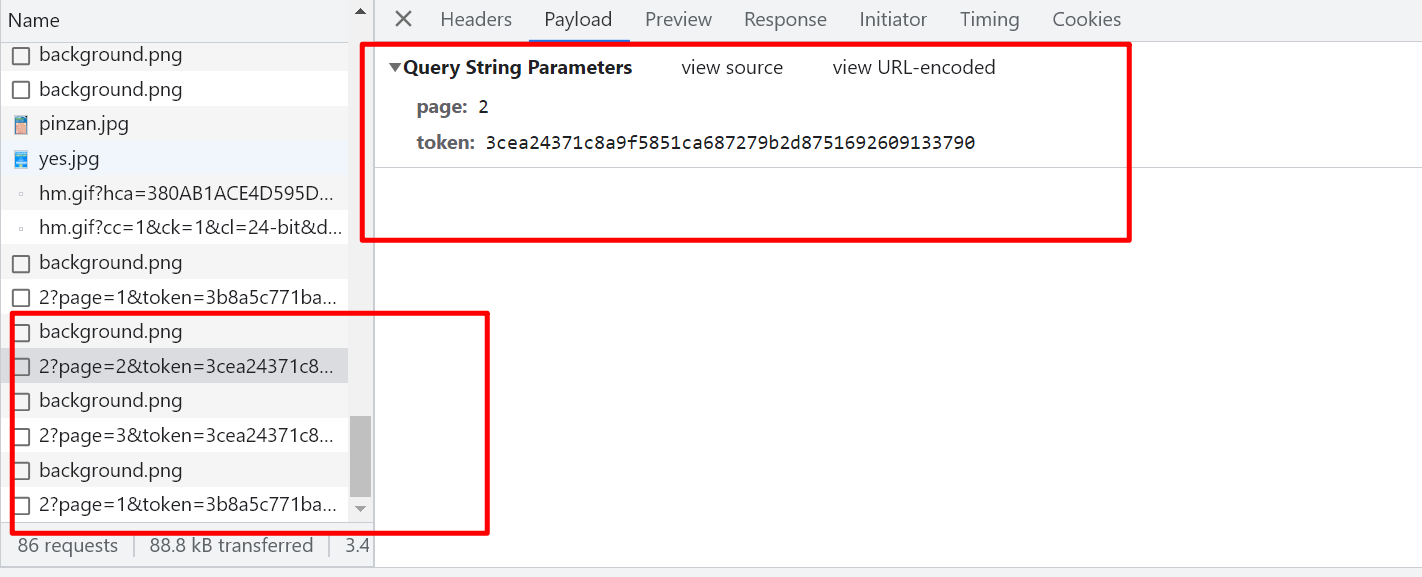 Name
background.png
background.png
pinzan.jpg
yes.jpg
hm.gif?hca=380AB1ACE4D595D...
hm.gif?cc=1&ck=1&cl=24-bit&d...
background.png
2?page=1&token=3b8a5c771ba...
background.png
2?page=2&token=3cea24371c8...
background.png
2?page=3&token=3cea24371c8...
background.png
2?page=1&token=3b8a5c771ba...
86 requests 88.8 kB transferred 3.4
Headers Payload Preview Response Initiator Timing Cookies
Query String Parameters view source view URL-encoded
page: 2
token: 3cea24371c8a9f5851ca687279b2d8751692609133790